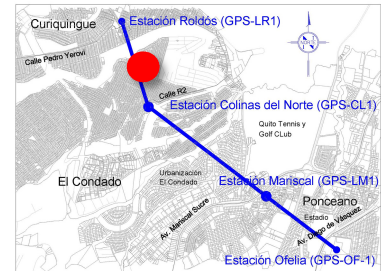 Curiquingue
Estación Roldós (GPS-LR1)
Calle Pedro Yerovi
Calle R2
Estación Colinas del Norte (GPS-CL1)
Quito Tennis y
Golf CLub
El Condado
Urbanización
El Condado
Estación Mariscal (GPS-LM1)
Ponceano
Estadio
Av. Mariscal Sucre
Av. Diego de Vásquez
Estación Ofelia (GPS-OF-1)